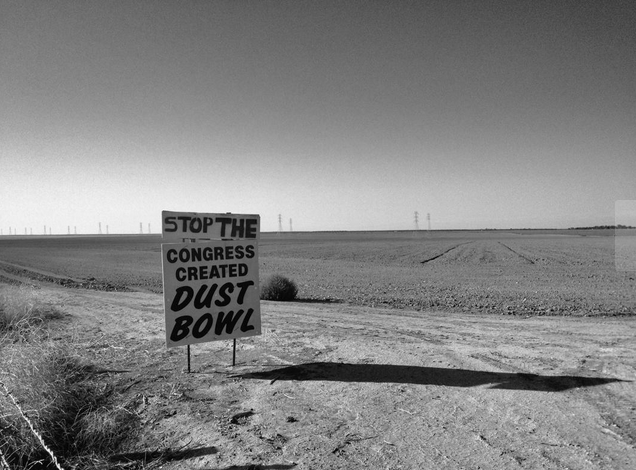 STOP THE
CONGRESS
CREATED
DUST
BOWL